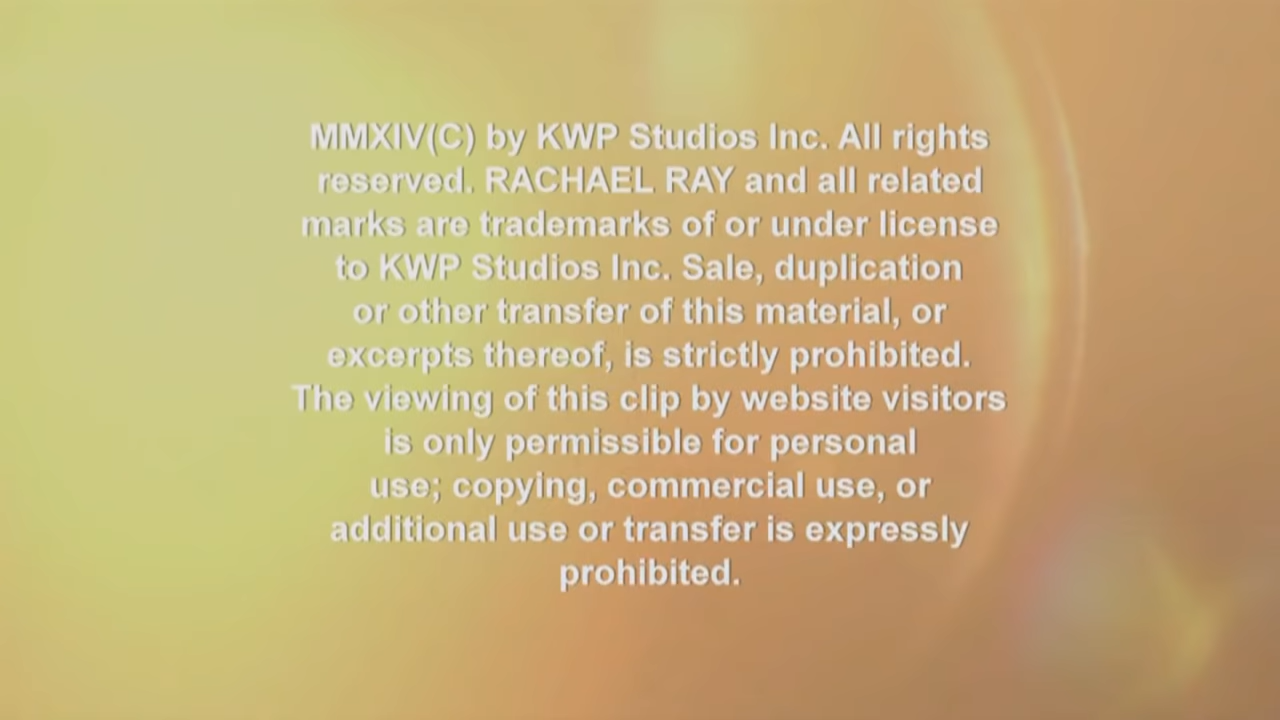 MMXIV(C) by KWP Studios Inc. All rights
reserved. RACHAEL RAY and all related
marks are trademarks of or under license
to KWP Studios Inc. Sale, duplication
or other transfer of this material, or
excerpts thereof, is strictly prohibited.
The viewing of this clip by website visitors
is only permissible for personal
use; copying, commercial use, or
additional use or transfer is expressly
prohibited.